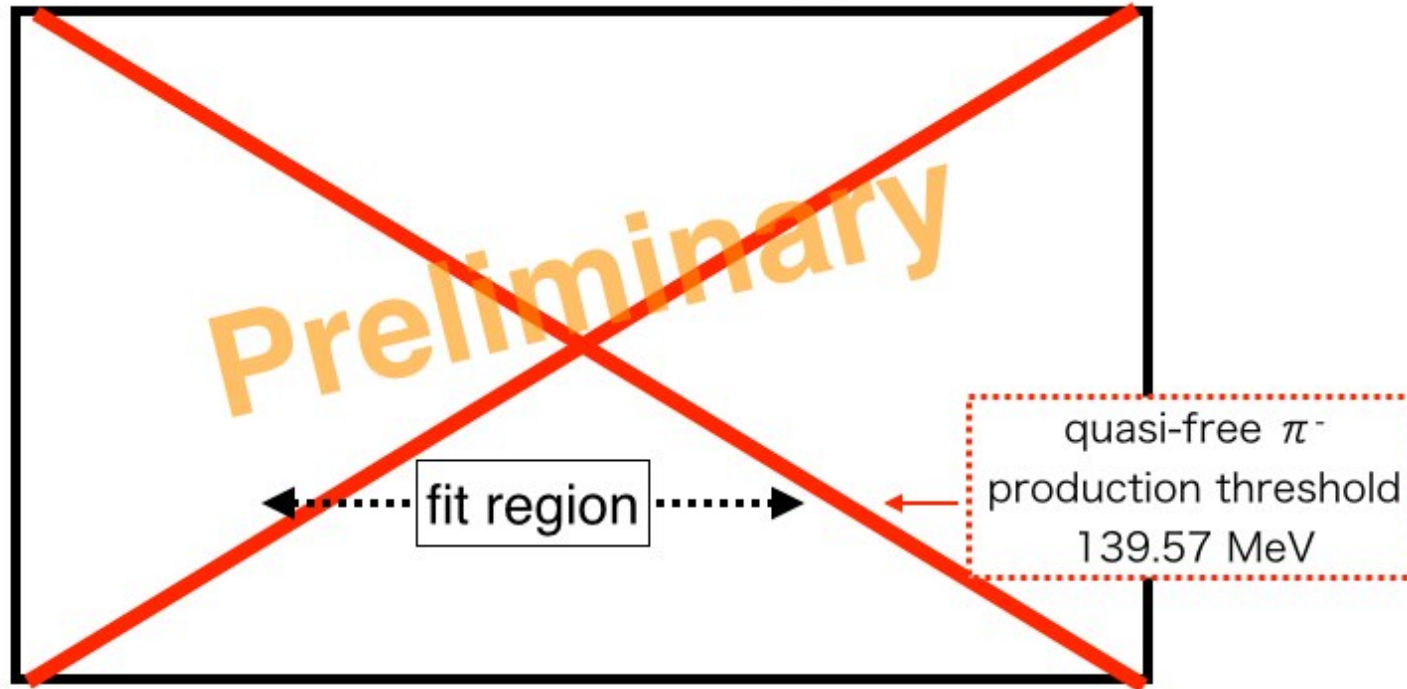 Preliminary
fit region
quasi-free π⁻
production threshold
139.57 MeV